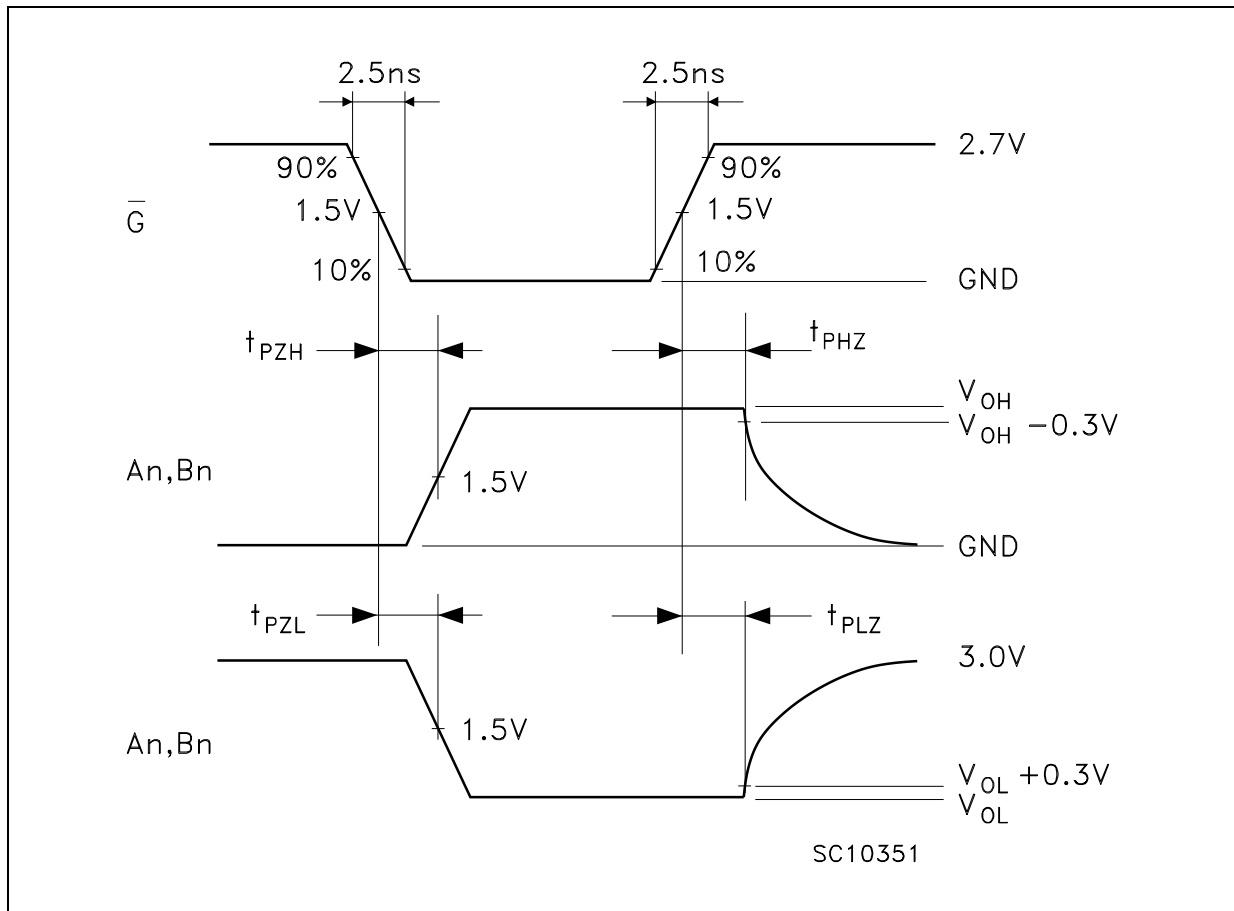 2.5ns 2.5ns
2.7V
90% 90%
G̅ 1.5V 1.5V
10% 10%
GND
tPZH tPHZ
VOH
VOH -0.3V
An,Bn 1.5V
GND
tPZL tPLZ
3.0V
An,Bn 1.5V
VOL +0.3V
VOL
SC10351